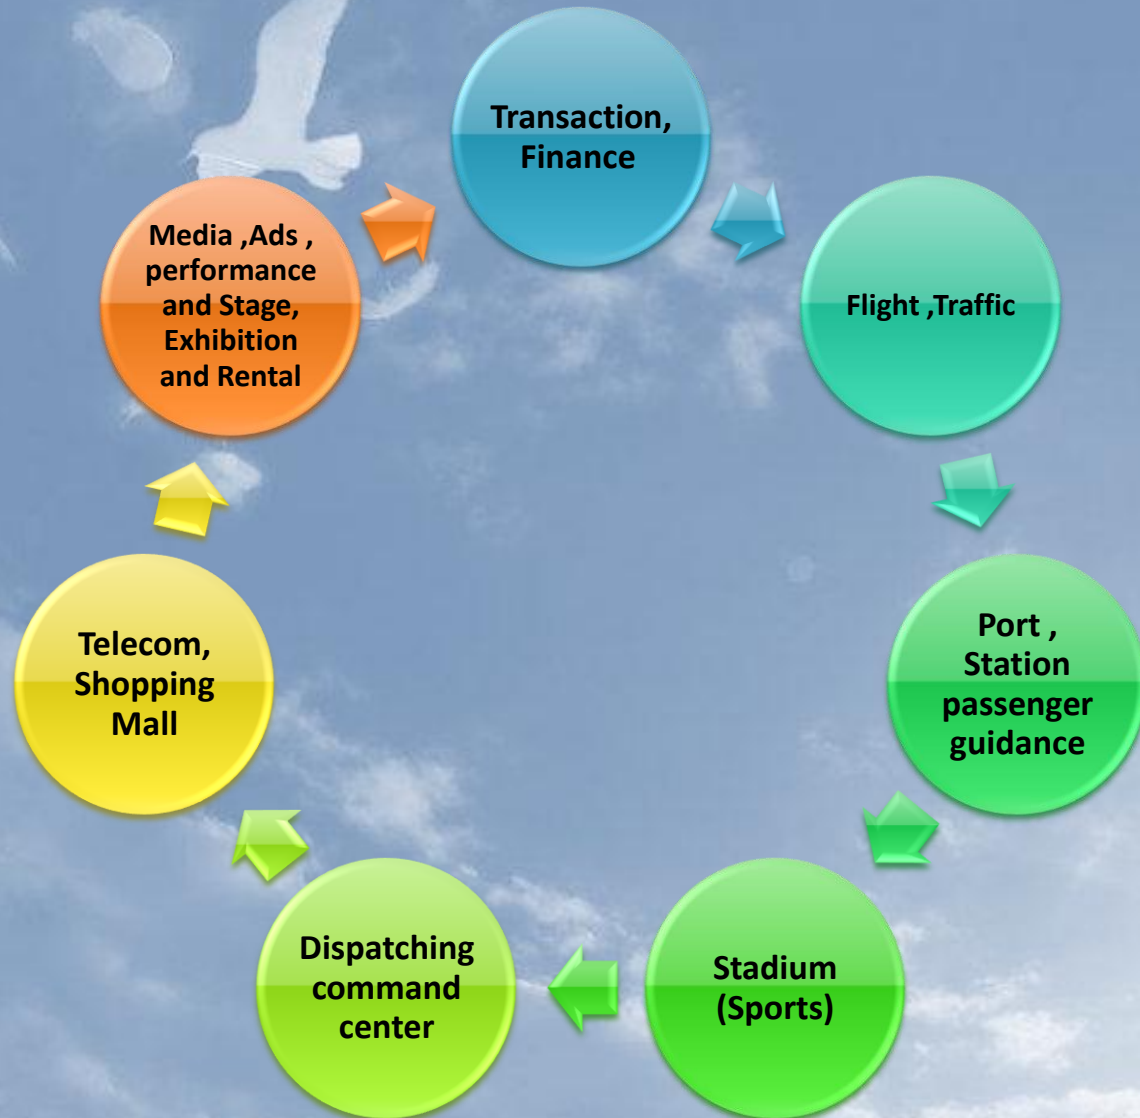 Transaction,
Finance
Flight ,Traffic
Port ,
Station
passenger
guidance
Stadium
(Sports)
Dispatching
command
center
Telecom,
Shopping
Mall
Media ,Ads ,
performance
and Stage,
Exhibition
and Rental